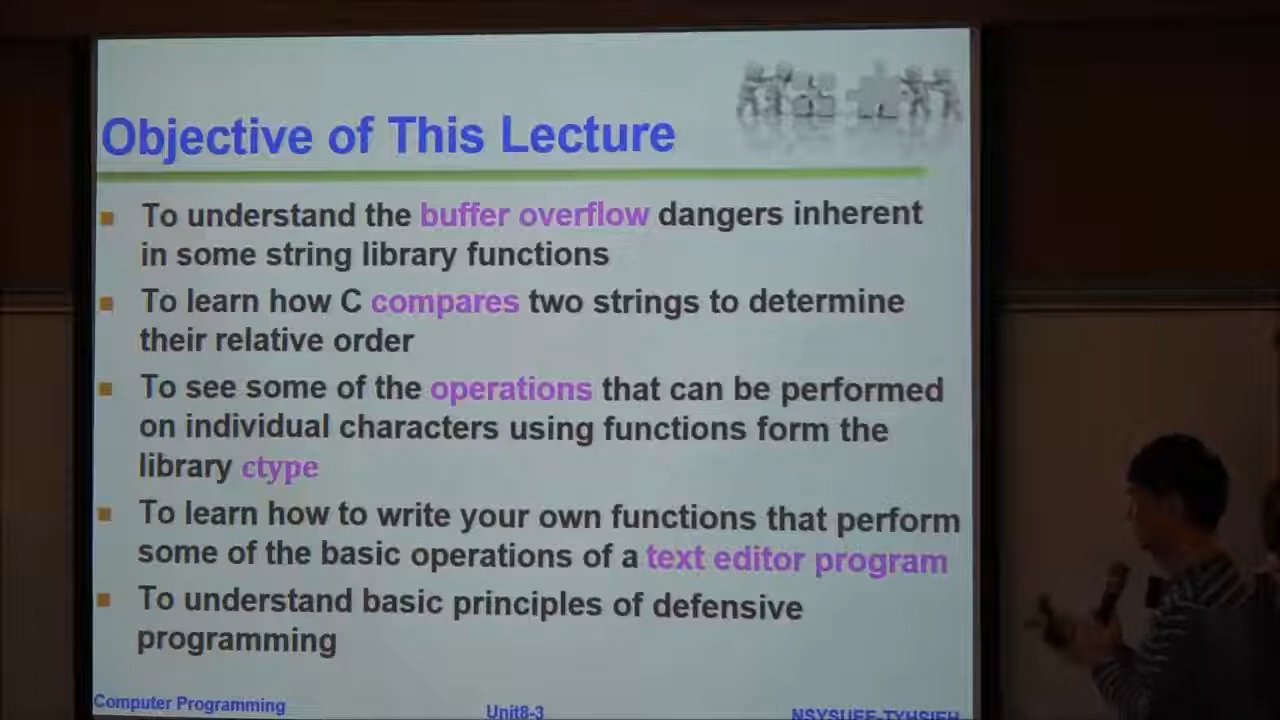 Objective of This Lecture
To understand the buffer overflow dangers inherent
in some string library functions
To learn how C compares two strings to determine
their relative order
To see some of the operations that can be performed
on individual characters using functions form the
library ctype
To learn how to write your own functions that perform
some of the basic operations of a text editor program
To understand basic principles of defensive
programming
Computer Programming
Unit8-3
NSYSUEE-TYHSIEH